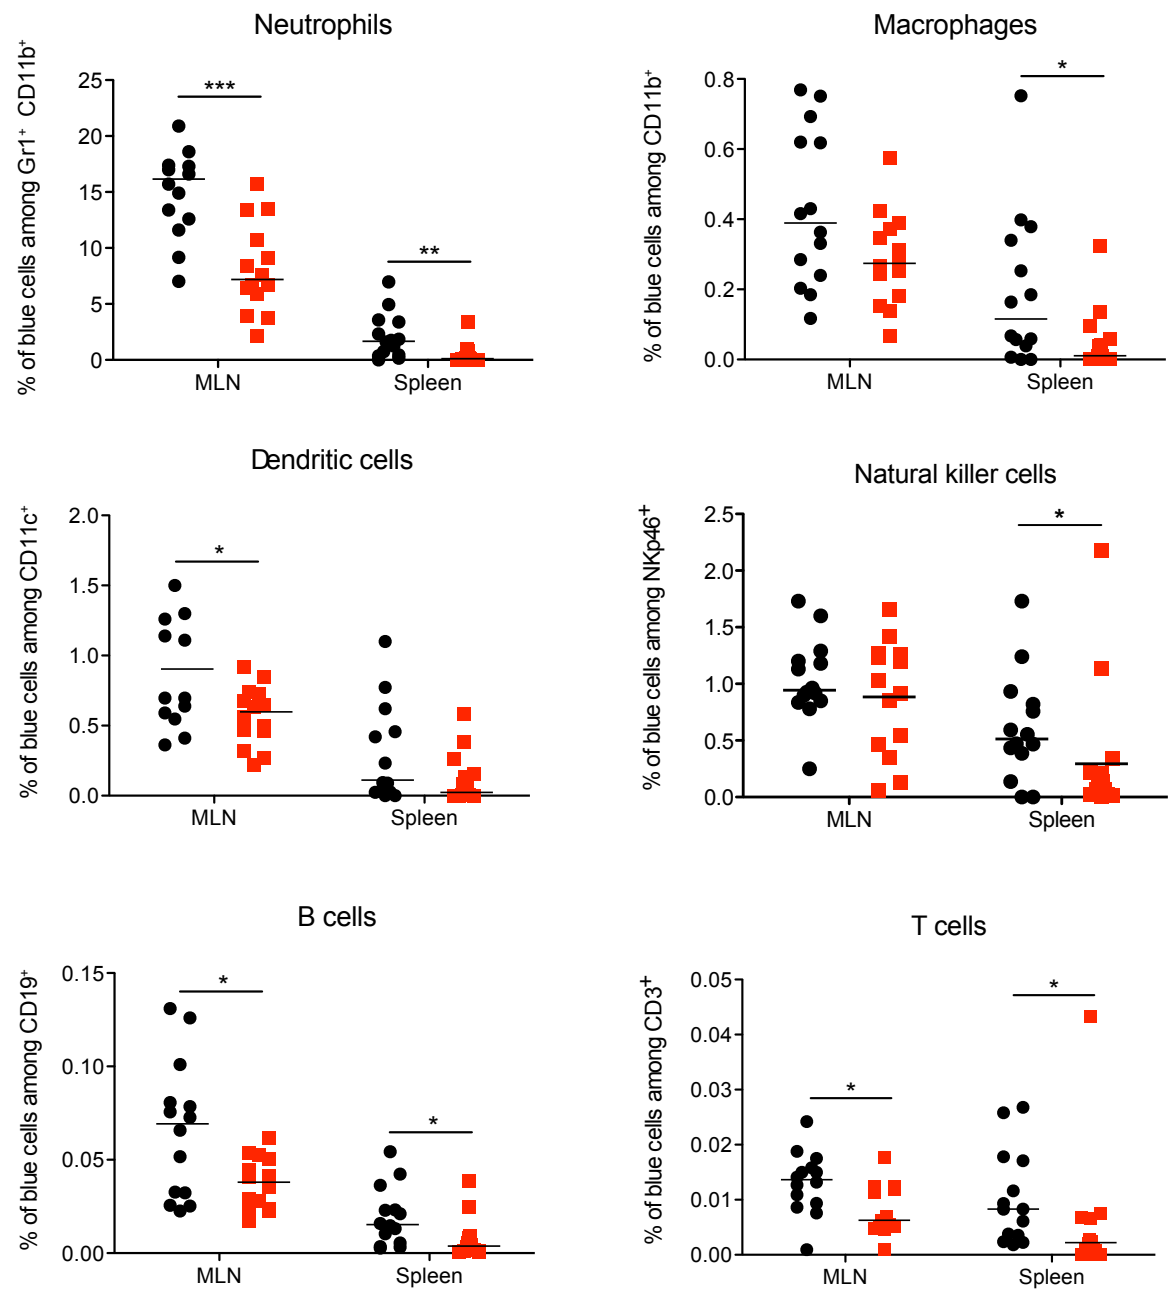 Neutrophils
% of blue cells among Gr1⁺ CD11b⁺
25
20
15
10
5
0
***
**
MLN
Spleen
Macrophages
% of blue cells among CD11b⁺
0.8
0.6
0.4
0.2
0.0
*
MLN
Spleen
Dendritic cells
% of blue cells among CD11c⁺
2.0
1.5
1.0
0.5
0.0
*
MLN
Spleen
Natural killer cells
% of blue cells among NKp46⁺
2.5
2.0
1.5
1.0
0.5
0.0
*
MLN
Spleen
B cells
% of blue cells among CD19⁺
0.15
0.10
0.05
0.00
*
*
MLN
Spleen
T cells
% of blue cells among CD3⁺
0.05
0.04
0.03
0.02
0.01
0.00
*
*
MLN
Spleen